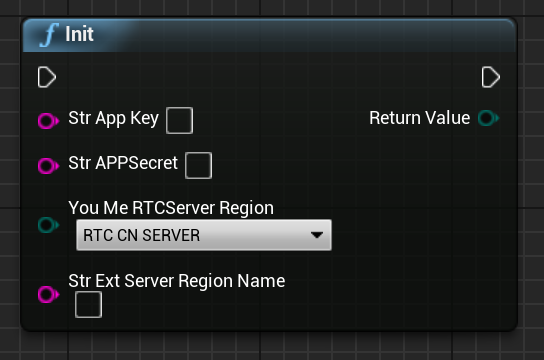 Init
Str App Key
Return Value
Str APPSecret
You Me RTCServer Region
RTC CN SERVER
Str Ext Server Region Name